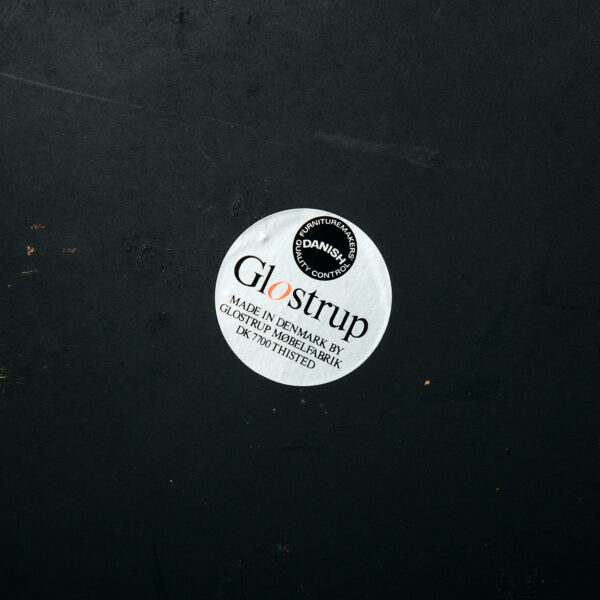 FURNITUREMAKERS'
DANISH
QUALITY CONTROL
Glostrup
MADE IN DENMARK BY
GLOSTRUP MØBELFABRIK
DK 7700 THISTED